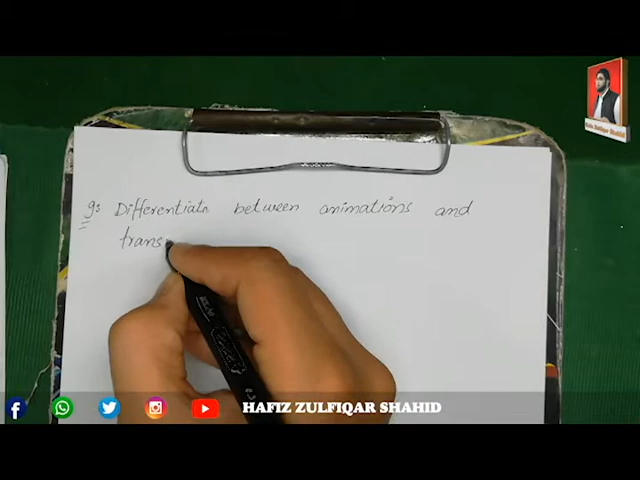 9: Differentiate between animations and
trans
HAFIZ ZULFIQAR SHAHID